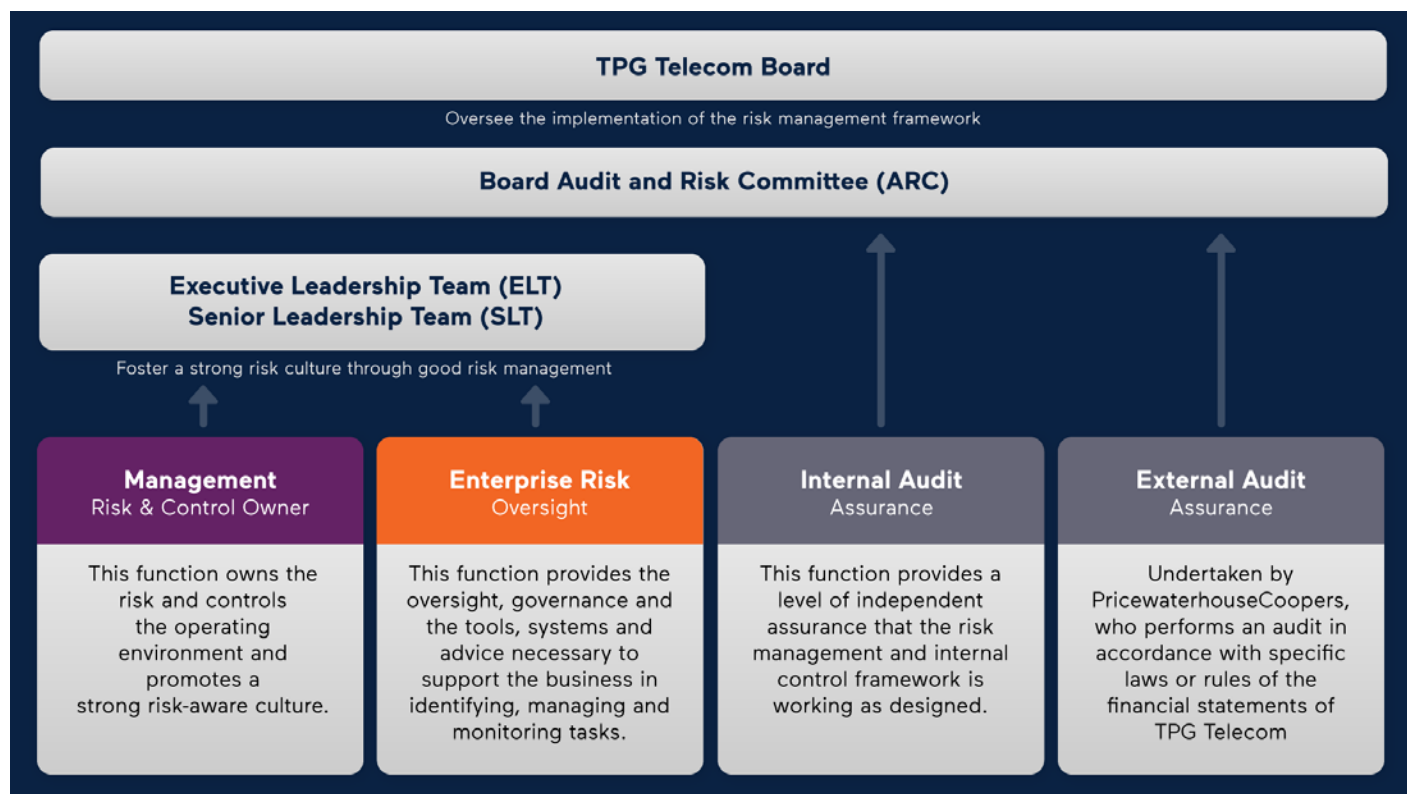 TPG Telecom Board
Oversee the implementation of the risk management framework
Board Audit and Risk Committee (ARC)
Executive Leadership Team (ELT)
Senior Leadership Team (SLT)
Foster a strong risk culture through good risk management
Management
Risk & Control Owner
This function owns the
risk and controls
the operating
environment and
promotes a
strong risk-aware culture.
Enterprise Risk
Oversight
This function provides the
oversight, governance and
the tools, systems and
advice necessary to
support the business in
identifying, managing and
monitoring tasks.
Internal Audit
Assurance
This function provides a
level of independent
assurance that the risk
management and internal
control framework is
working as designed.
External Audit
Assurance
Undertaken by
PricewaterhouseCoopers,
who performs an audit in
accordance with specific
laws or rules of the
financial statements of
TPG Telecom